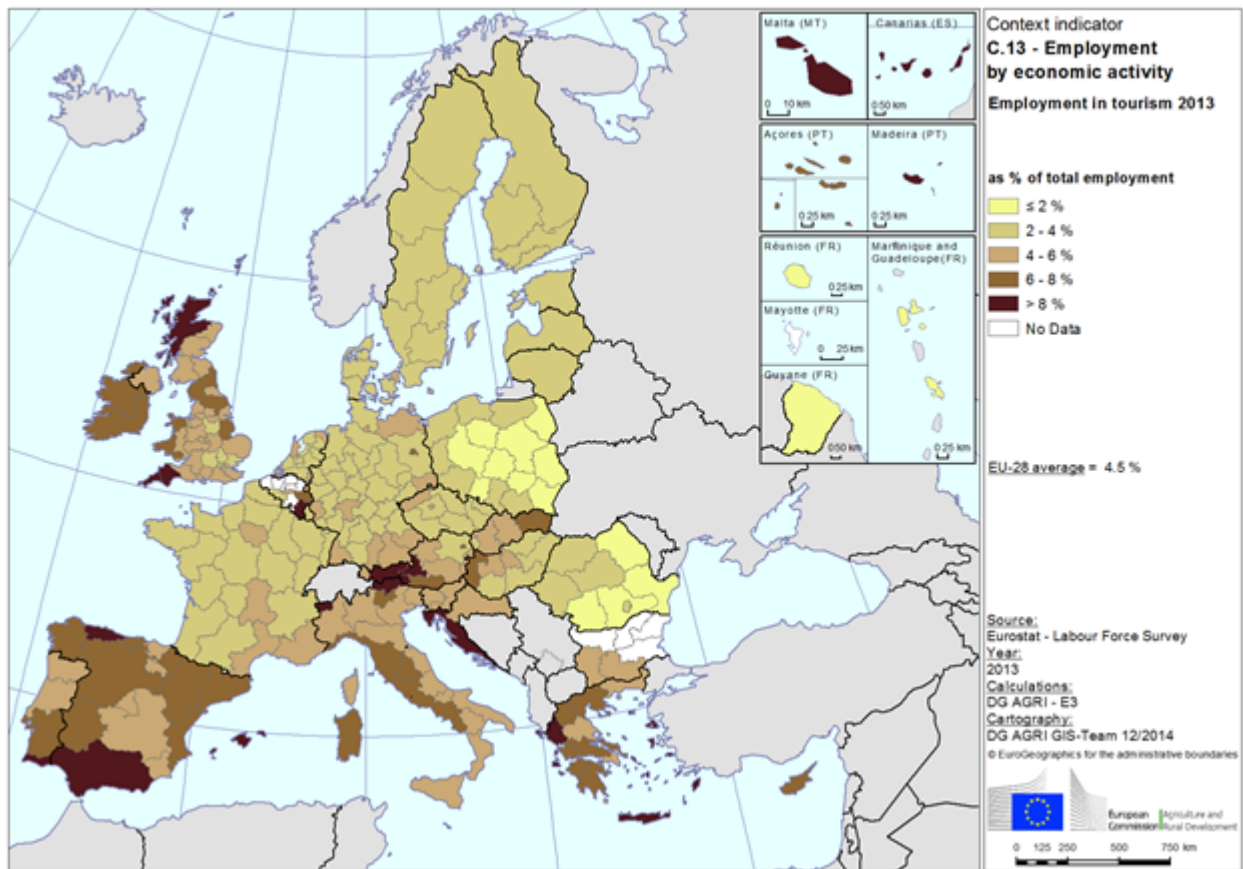 Malta (MT)
0 10 km
Canarias (ES)
0 50 km
Açores (PT)
0 25 km
Madeira (PT)
0 25 km
Réunion (FR)
0 25 km
Martinique and
Guadeloupe(FR)
0 25 km
Mayotte (FR)
0 25 km
Guyane (FR)
0 50 km
Context indicator
C.13 - Employment
by economic activity
Employment in tourism 2013
as % of total employment
≤ 2 %
2 - 4 %
4 - 6 %
6 - 8 %
> 8 %
No Data
EU-28 average = 4.5 %
Source:
Eurostat - Labour Force Survey
Year:
2013
Calculations:
DG AGRI - E3
Cartography:
DG AGRI GIS-Team 12/2014
© EuroGeographics for the administrative boundaries
European
Commission
Agriculture and
Rural Development
0 125 250 500 750 km